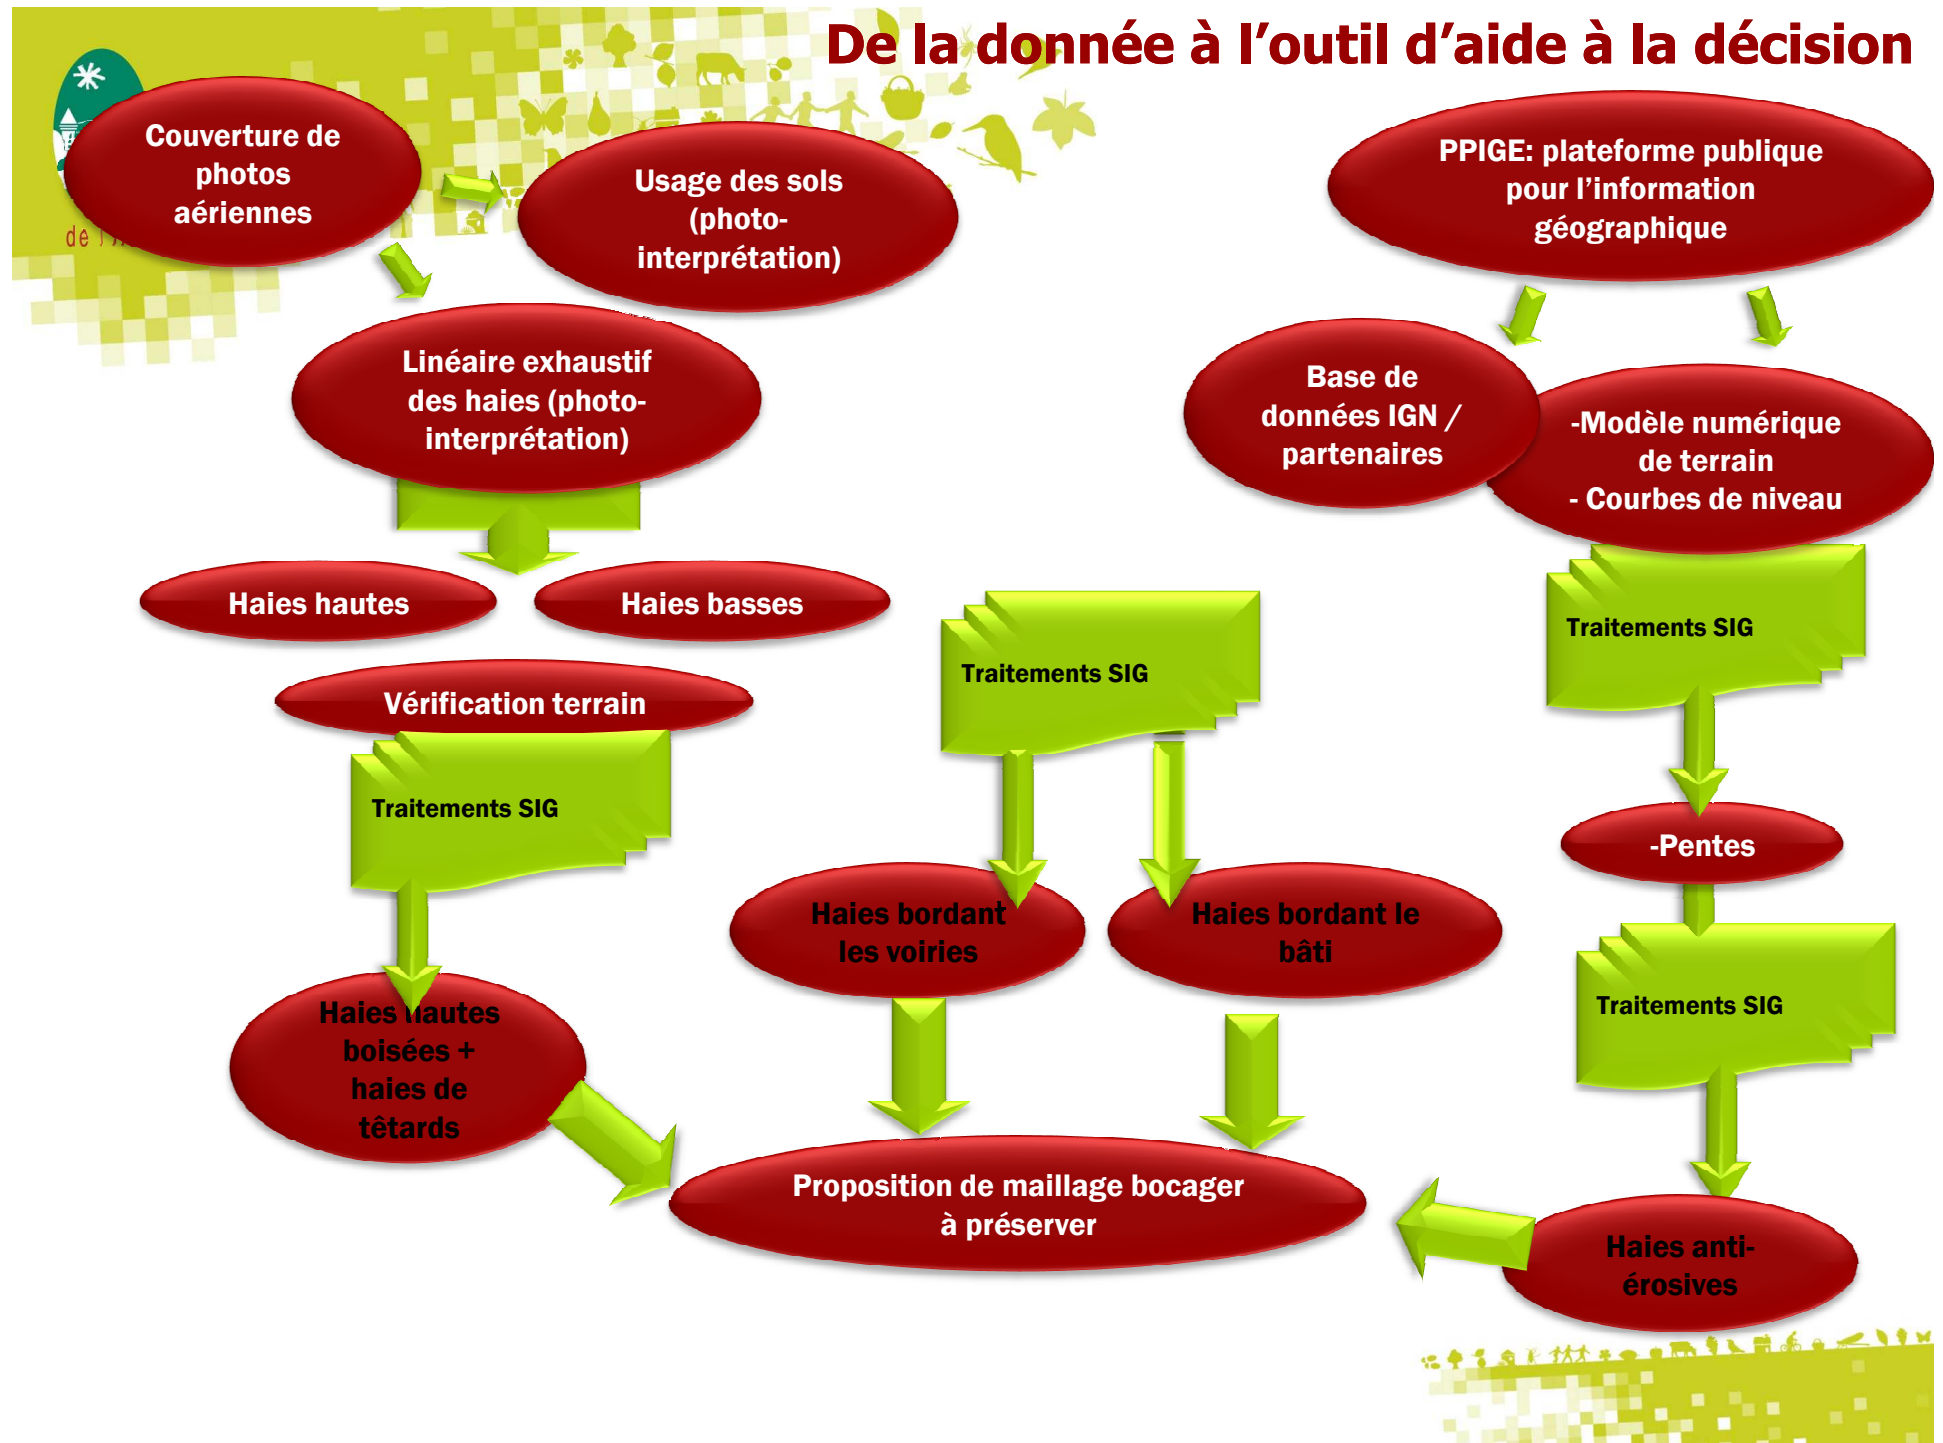 De la donnée à l'outil d'aide à la décision
Couverture de
photos
aériennes
de
Usage des sols
(photo-
interprétation)
PPIGE: plateforme publique
pour l'information
géographique
Linéaire exhaustif
des haies (photo-
interprétation)
Base de
données IGN /
partenaires
-Modèle numérique
de terrain
- Courbes de niveau
Haies hautes
Haies basses
Vérification terrain
Traitements SIG
Traitements SIG
Traitements SIG
-Pentes
Haies bordant
les voiries
Haies bordant le
bâti
Traitements SIG
Haies hautes
boisées +
haies de
têtards
Proposition de maillage bocager
à préserver
Haies anti-
érosives